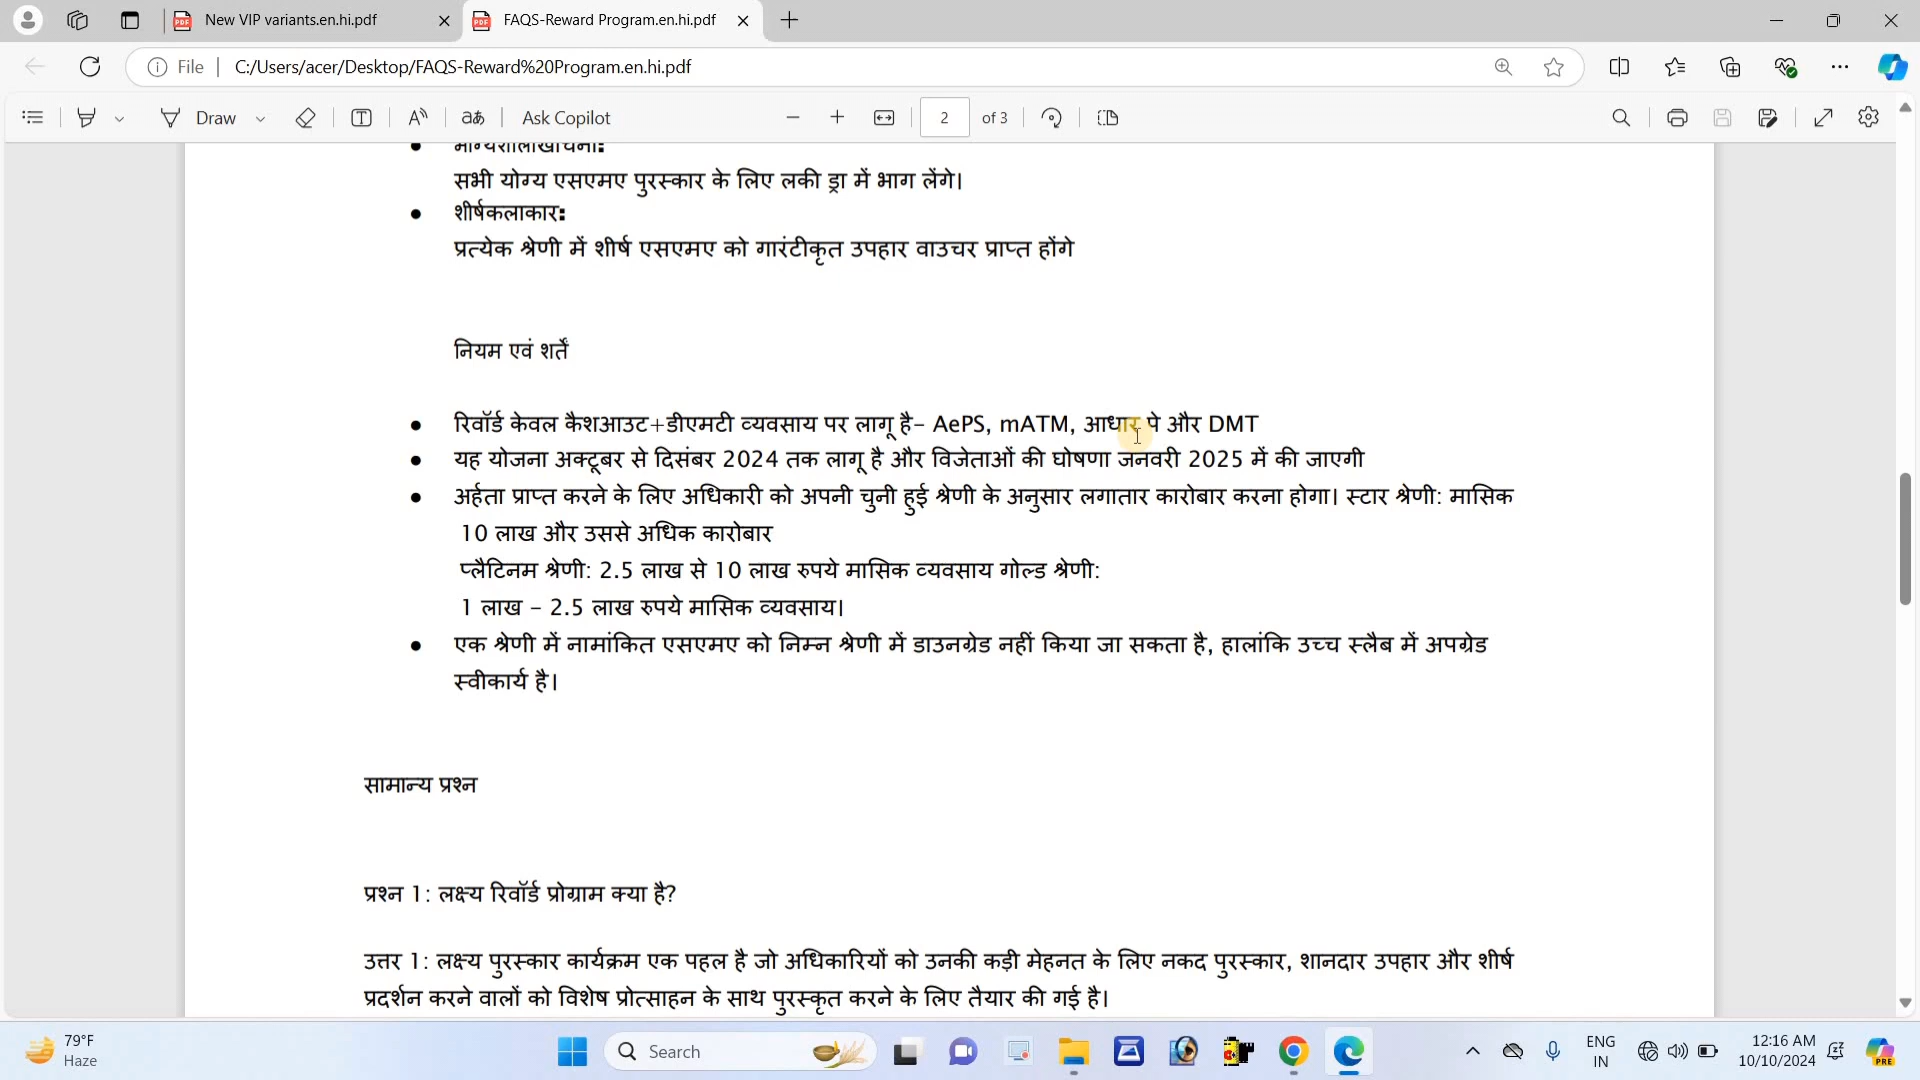 New VIP variants.en.hi.pdf
FAQS-Reward Program.en.hi.pdf
File
C:/Users/acer/Desktop/FAQS-Reward%20Program.en.hi.pdf
Draw
Ask Copilot
2
of 3
सभी योग्य एसएमए पुरस्कार के लिए लकी ड्रा में भाग लेंगे।
● शीर्षकलाकार:
प्रत्येक श्रेणी में शीर्ष एसएमए को गारंटीकृत उपहार वाउचर प्राप्त होंगे
नियम एवं शर्तें
● रिवॉर्ड केवल कैशआउट+डीएमटी व्यवसाय पर लागू है– AePS, mATM, आधार पे और DMT
● यह योजना अक्टूबर से दिसंबर 2024 तक लागू है और विजेताओं की घोषणा जनवरी 2025 में की जाएगी
● अर्हता प्राप्त करने के लिए अधिकारी को अपनी चुनी हुई श्रेणी के अनुसार लगातार कारोबार करना होगा। स्टार श्रेणी: मासिक
10 लाख और उससे अधिक कारोबार
प्लैटिनम श्रेणी: 2.5 लाख से 10 लाख रुपये मासिक व्यवसाय गोल्ड श्रेणी:
1 लाख – 2.5 लाख रुपये मासिक व्यवसाय।
● एक श्रेणी में नामांकित एसएमए को निम्न श्रेणी में डाउनग्रेड नहीं किया जा सकता है, हालांकि उच्च स्लैब में अपग्रेड
स्वीकार्य है।
सामान्य प्रश्न
प्रश्न 1: लक्ष्य रिवॉर्ड प्रोग्राम क्या है?
उत्तर 1: लक्ष्य पुरस्कार कार्यक्रम एक पहल है जो अधिकारियों को उनकी कड़ी मेहनत के लिए नकद पुरस्कार, शानदार उपहार और शीर्ष
प्रदर्शन करने वालों को विशेष प्रोत्साहन के साथ पुरस्कृत करने के लिए तैयार की गई है।
79°F
Haze
Search
ENG
IN
12:16 AM
10/10/2024
PRE